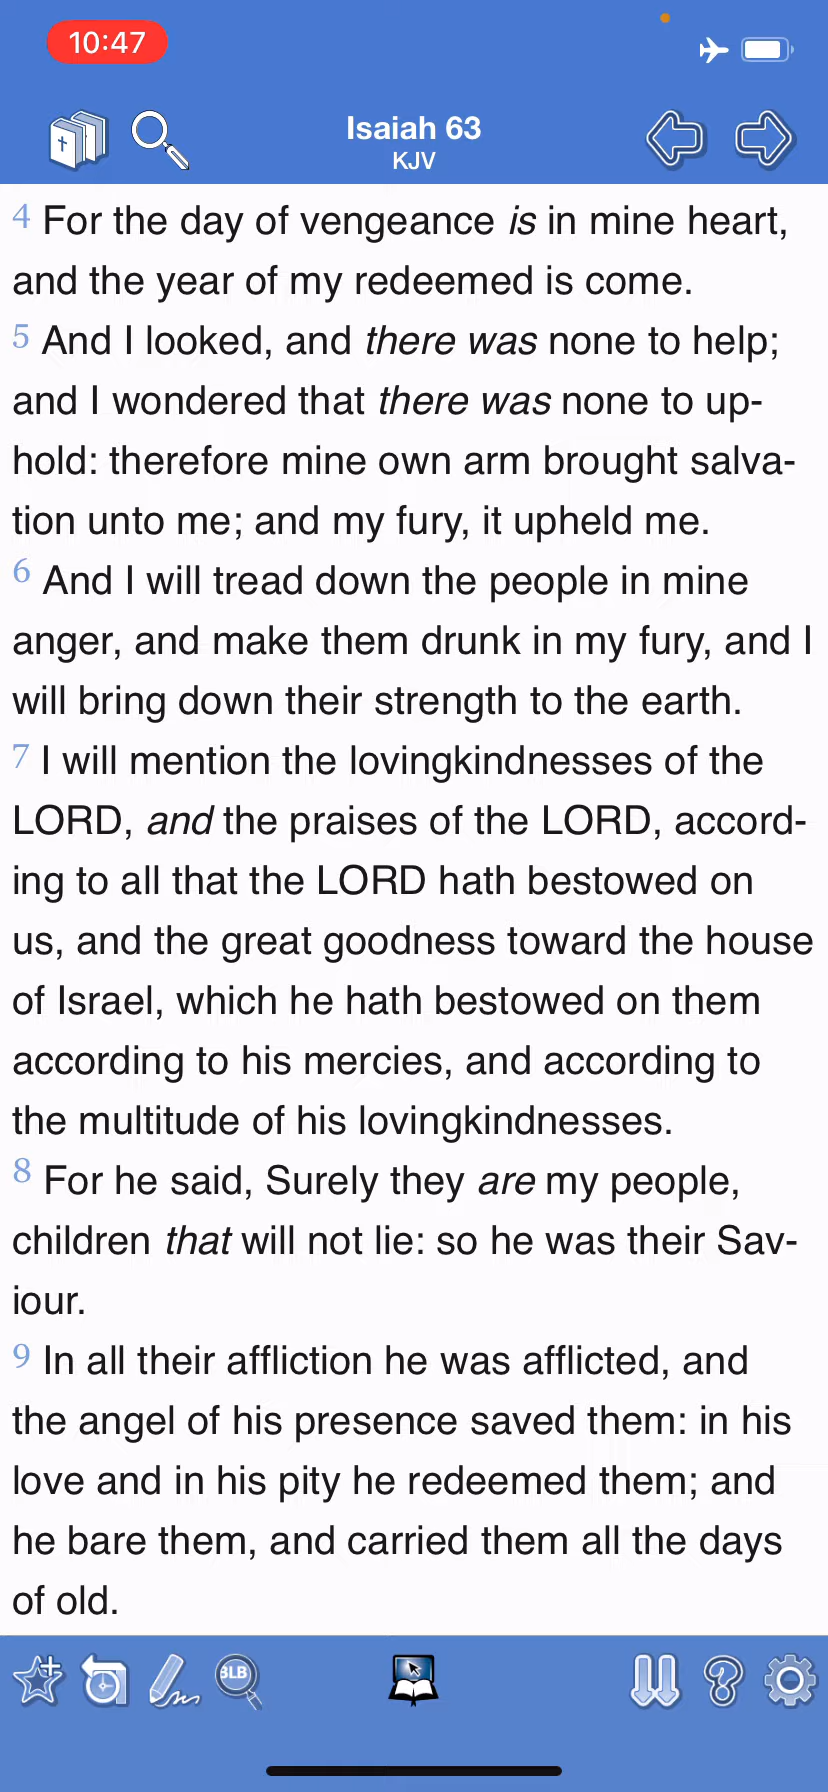 10:47
Isaiah 63
KJV
4 For the day of vengeance is in mine heart,
and the year of my redeemed is come.
5 And I looked, and there was none to help;
and I wondered that there was none to up-
hold: therefore mine own arm brought salva-
tion unto me; and my fury, it upheld me.
6 And I will tread down the people in mine
anger, and make them drunk in my fury, and I
will bring down their strength to the earth.
7 I will mention the lovingkindnesses of the
LORD, and the praises of the LORD, accord-
ing to all that the LORD hath bestowed on
us, and the great goodness toward the house
of Israel, which he hath bestowed on them
according to his mercies, and according to
the multitude of his lovingkindnesses.
8 For he said, Surely they are my people,
children that will not lie: so he was their Sav-
iour.
9 In all their affliction he was afflicted, and
the angel of his presence saved them: in his
love and in his pity he redeemed them; and
he bare them, and carried them all the days
of old.
BLB